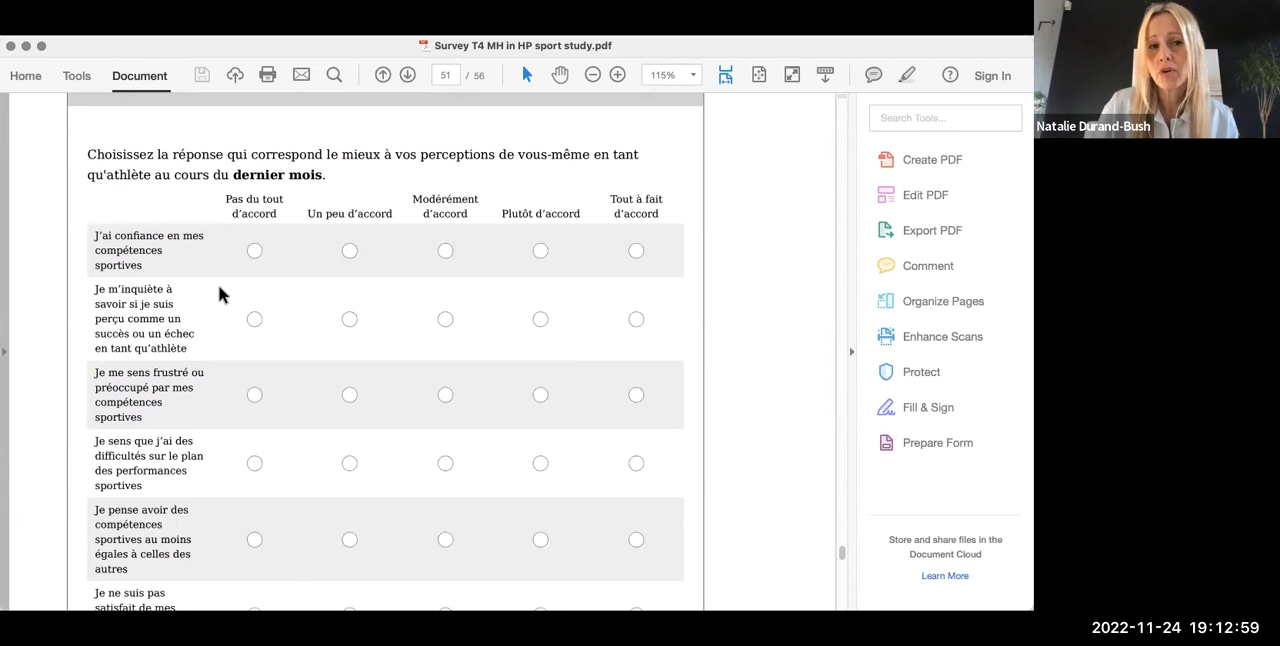 Survey T4 MH in HP sport study.pdf
Home Tools Document 51 / 56 115% Sign In
Natalie Durand-Bush
Choisissez la réponse qui correspond le mieux à vos perceptions de vous-même en tant
qu'athlète au cours du dernier mois.
Pas du tout
d’accord
Un peu d’accord
Modérément
d’accord
Plutôt d’accord
Tout à fait
d’accord
J’ai confiance en mes
compétences
sportives
Je m’inquiète à
savoir si je suis
perçu comme un
succès ou un échec
en tant qu’athlète
Je me sens frustré ou
préoccupé par mes
compétences
sportives
Je sens que j’ai des
difficultés sur le plan
des performances
sportives
Je pense avoir des
compétences
sportives au moins
égales à celles des
autres
Je ne suis pas
satisfait de mes
Search Tools...
Create PDF
Edit PDF
Export PDF
Comment
Organize Pages
Enhance Scans
Protect
Fill & Sign
Prepare Form
Store and share files in the
Document Cloud
Learn More
2022-11-24 19:12:59